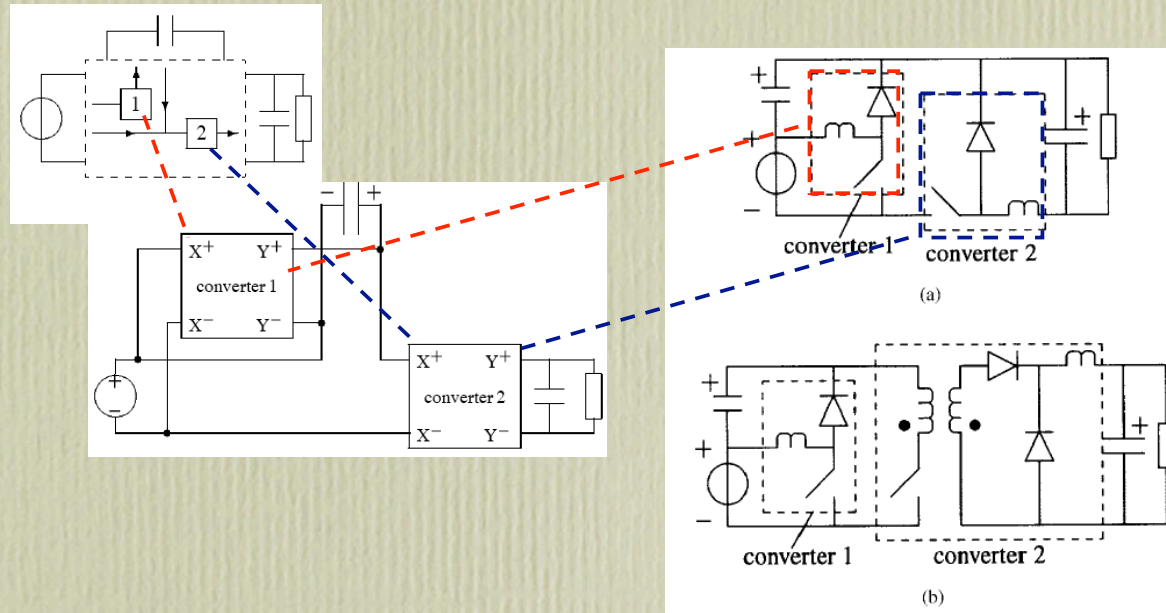 1
2
− +
X+ Y+
converter 1
X− Y−
+
−
X+ Y+
converter 2
X− Y−
+
+
+
−
converter 1
converter 2
(a)
+
+
+
−
converter 1
converter 2
(b)